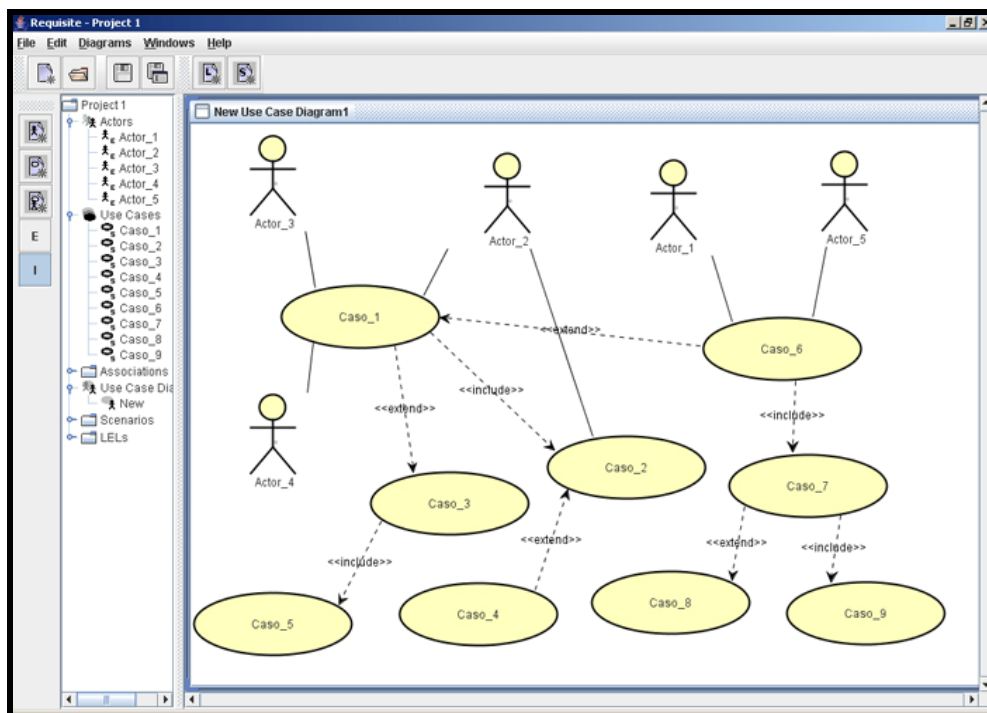 Requisite - Project 1
File Edit Diagrams Windows Help
L S
Project 1
Actors
E Actor_1
E Actor_2
E Actor_3
E Actor_4
E Actor_5
Use Cases
S Caso_1
S Caso_2
S Caso_3
S Caso_4
S Caso_5
S Caso_6
S Caso_7
S Caso_8
S Caso_9
Associations
Use Case Dia
New
Scenarios
LELs
E
I
New Use Case Diagram1
Actor_3
Actor_2
Actor_1
Actor_5
Caso_1
<<extend>>
Caso_6
<<include>>
<<extend>>
<<include>>
Actor_4
Caso_2
Caso_3
Caso_7
<<include>>
<<extend>>
<<extend>>
<<include>>
Caso_5
Caso_4
Caso_8
Caso_9